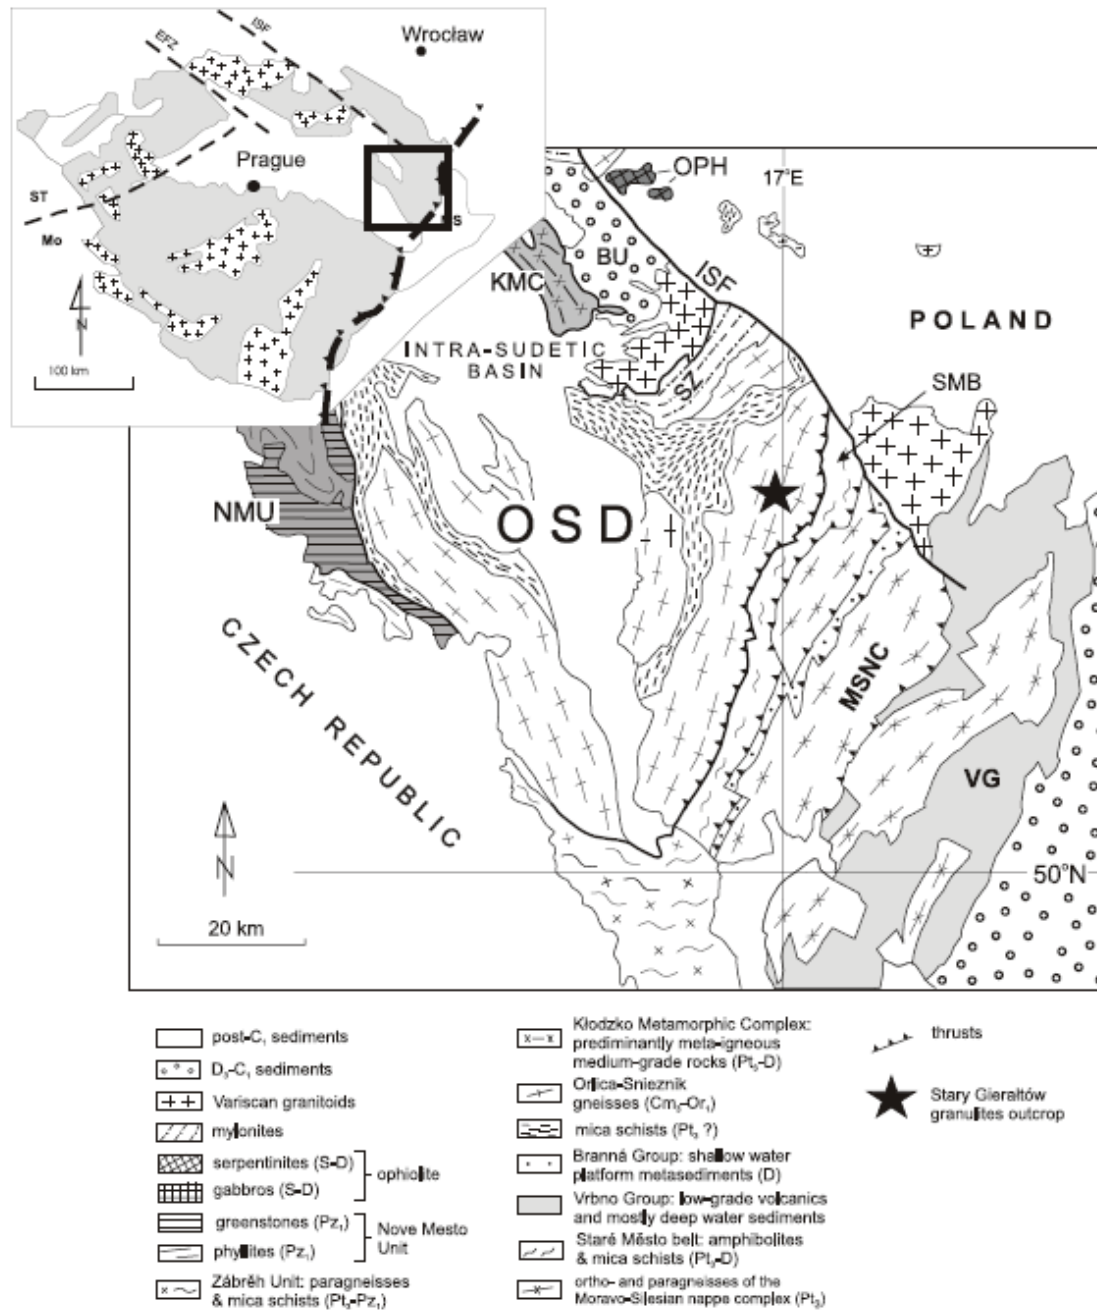 ISF
EFZ
Wrocław
Prague
ST
Mo
S
N
100 km
OPH
17°E
BU
KMC
ISF
POLAND
INTRA-SUDETIC
BASIN
SZ
SMB
NMU
OSD
CZECH REPUBLIC
MSNC
VG
N
50°N
20 km
post-C₁ sediments
D₃-C₁ sediments
Variscan granitoids
mylonites
serpentinites (S-D)
gabbros (S-D)
ophiolite
greenstones (Pz₁)
phyllites (Pz₁)
Nove Mesto
Unit
Zábřeh Unit: paragneisses
& mica schists (Pt₃-Pz₁)
Kłodzko Metamorphic Complex:
prediminantly meta-igneous
medium-grade rocks (Pt₃-D)
Orlica-Snieznik
gneisses (Cm₃-Or₁)
mica schists (Pt₃ ?)
Branná Group: shallow water
platform metasediments (D)
Vrbno Group: low-grade volcanics
and mostly deep water sediments
Staré Město belt: amphibolites
& mica schists (Pt₃-D)
ortho- and paragneisses of the
Moravo-Silesian nappe complex (Pt₃)
thrusts
Stary Gierałtów
granulites outcrop